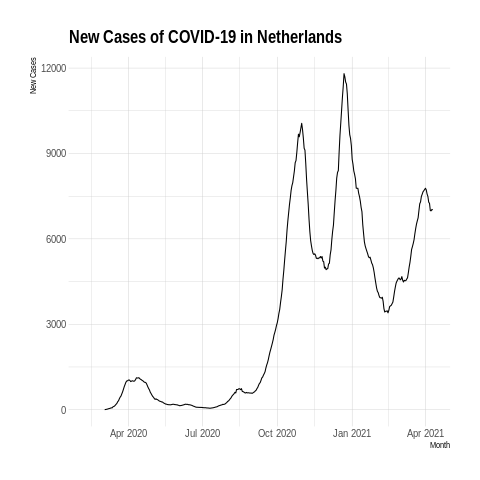 New Cases of COVID-19 in Netherlands
New Cases
12000
9000
6000
3000
0
Apr 2020 Jul 2020 Oct 2020 Jan 2021 Apr 2021
Month